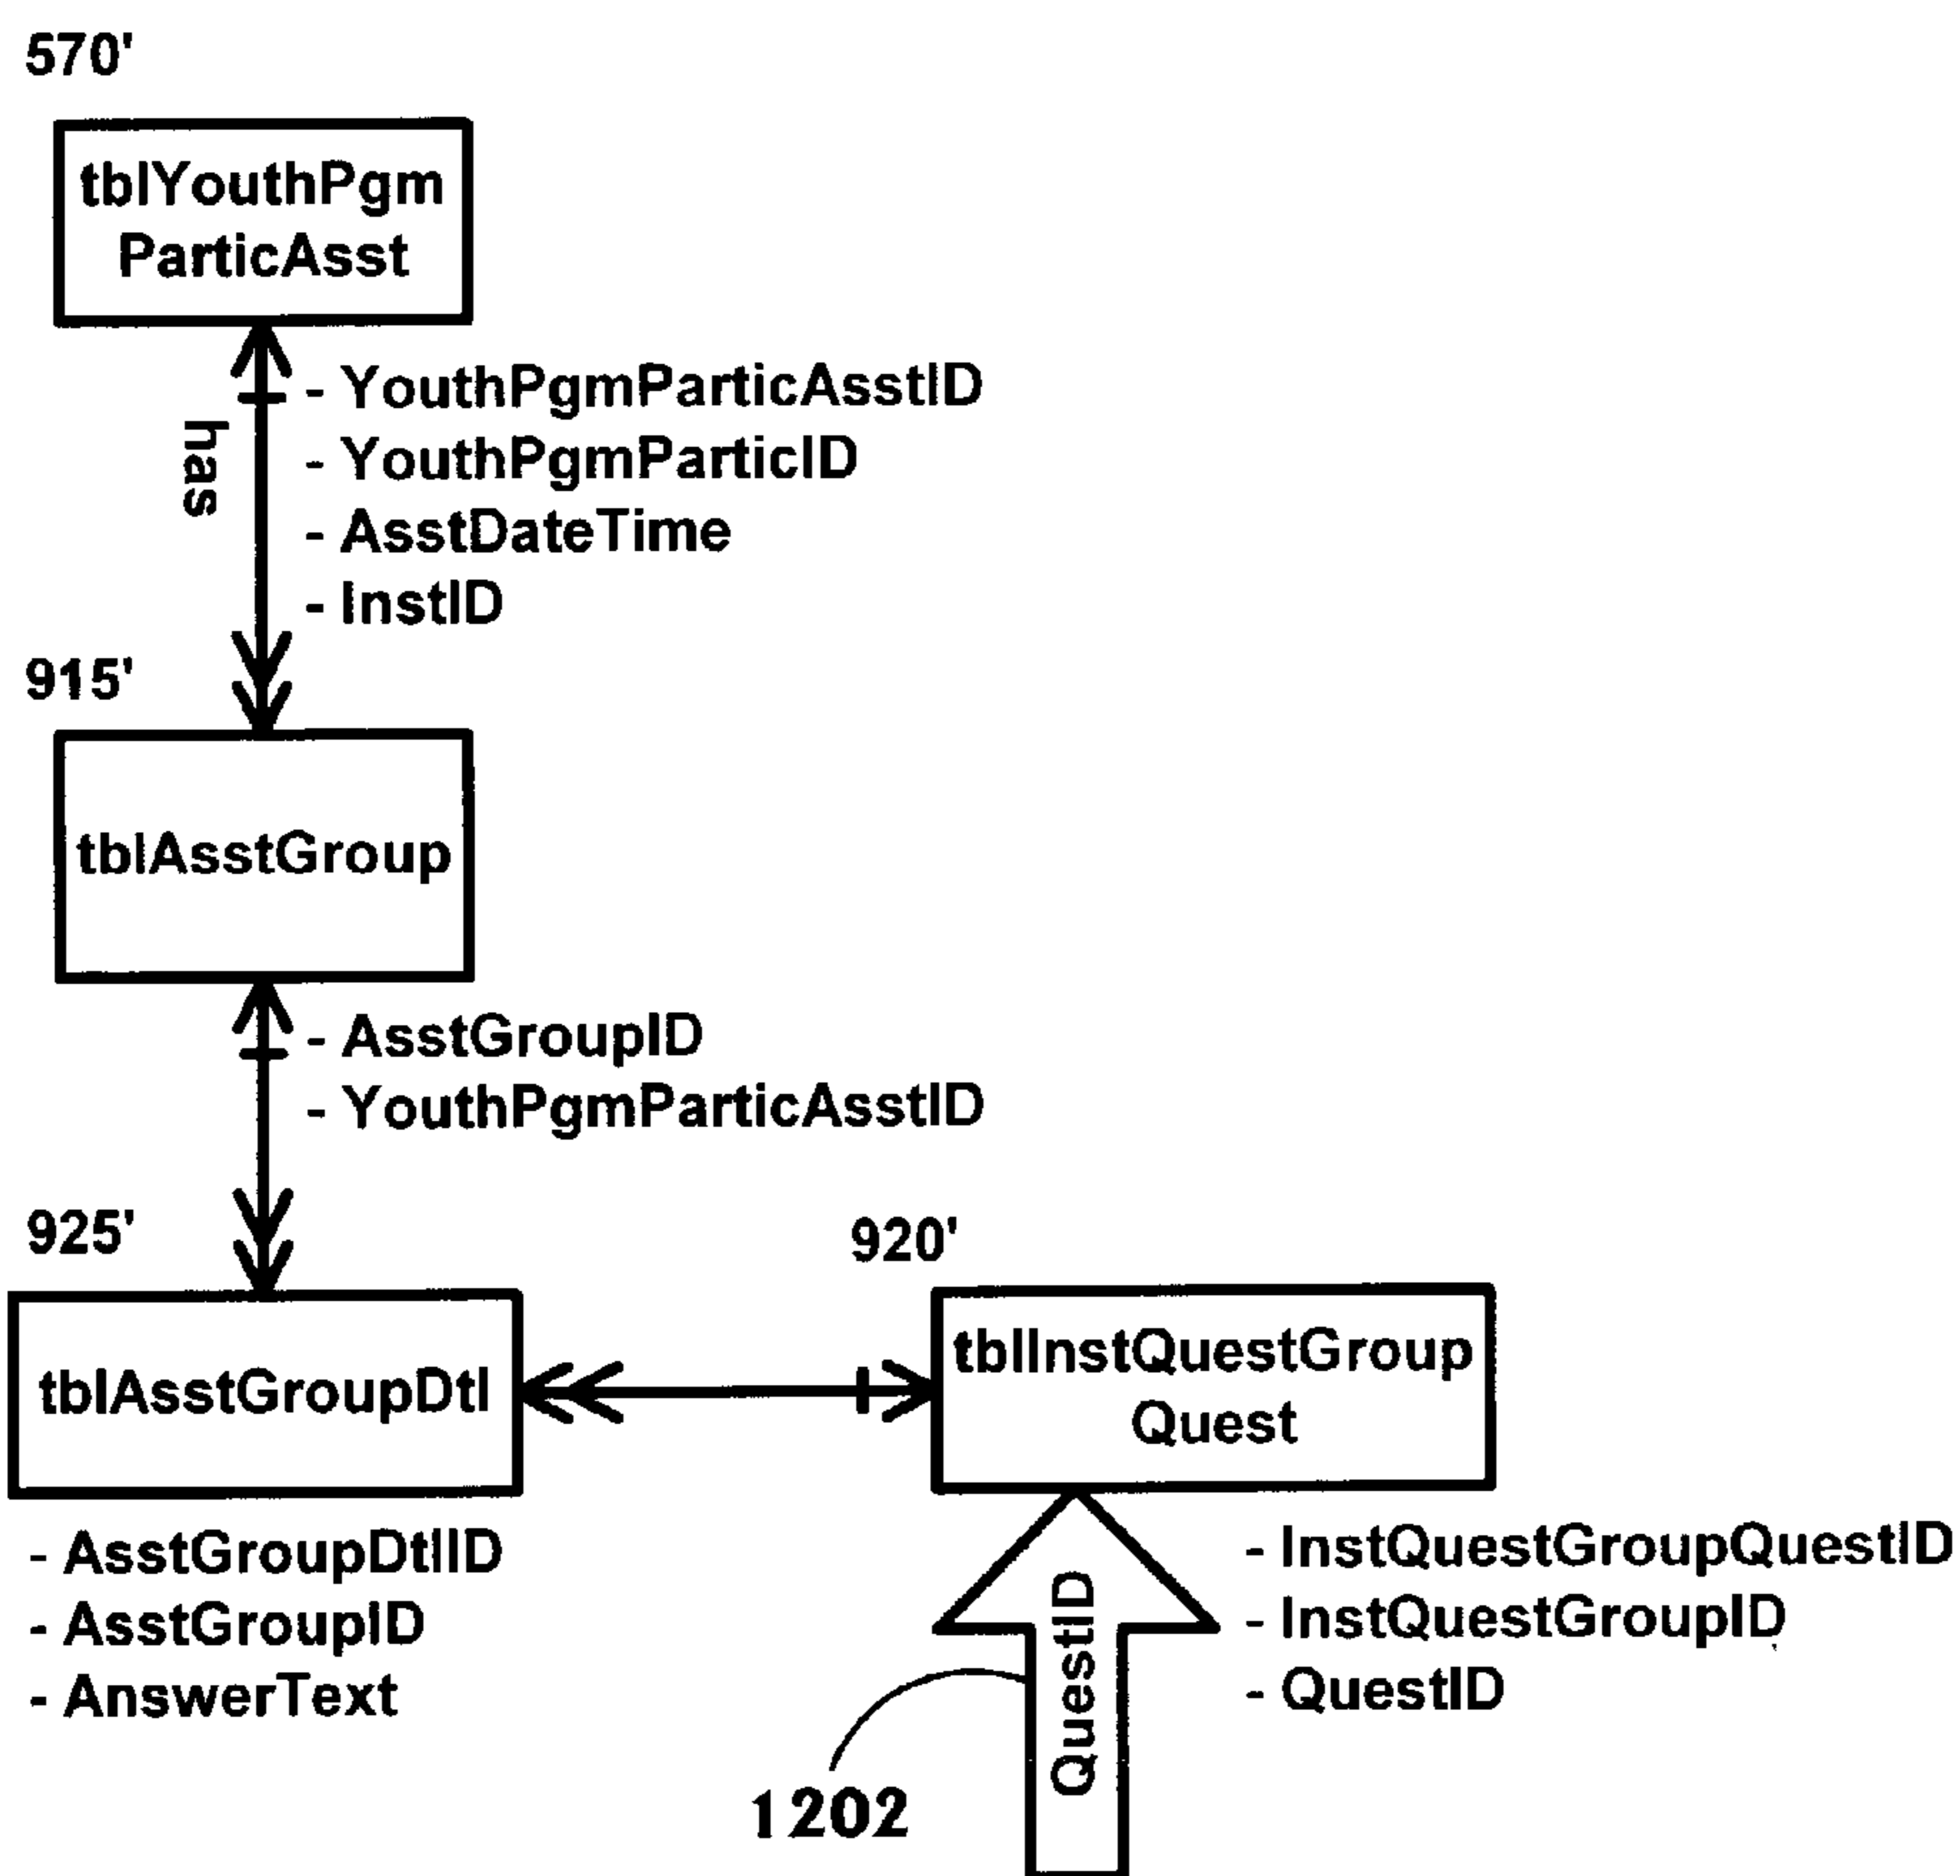 570'
tblYouthPgm
ParticAsst
has
- YouthPgmParticAsstID
- YouthPgmParticID
- AsstDateTime
- InstID
915'
tblAsstGroup
- AsstGroupID
- YouthPgmParticAsstID
925'
tblAsstGroupDtl
- AsstGroupDtlID
- AsstGroupID
- AnswerText
920'
tblInstQuestGroup
Quest
- InstQuestGroupQuestID
- InstQuestGroupID
- QuestID
QuestID
1202